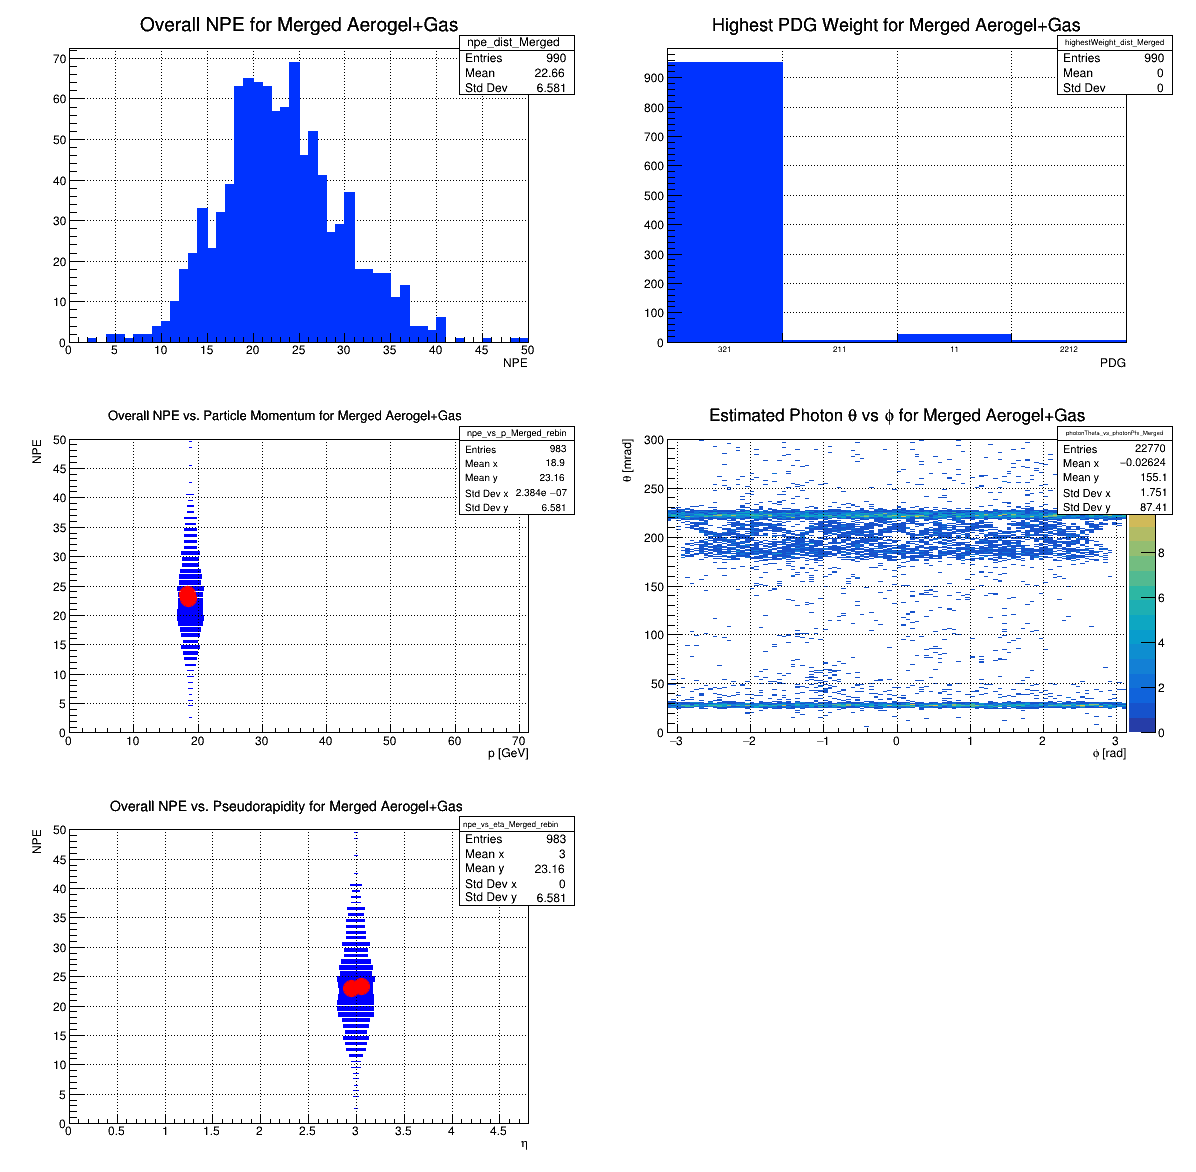 Overall NPE for Merged Aerogel+Gas
npe_dist_Merged
Entries 990
Mean 22.66
Std Dev 6.581
70
60
50
40
30
20
10
0
0 5 10 15 20 25 30 35 40 45 50
NPE
Highest PDG Weight for Merged Aerogel+Gas
highestWeight_dist_Merged
Entries 990
Mean 0
Std Dev 0
900
800
700
600
500
400
300
200
100
0
321 211 11 2212
PDG
Overall NPE vs. Particle Momentum for Merged Aerogel+Gas
npe_vs_p_Merged_rebin
Entries 983
Mean x 18.9
Mean y 23.16
Std Dev x 2.384e −07
Std Dev y 6.581
NPE
50
45
40
35
30
25
20
15
10
5
0
0 10 20 30 40 50 60 70
p [GeV]
Estimated Photon θ vs ϕ for Merged Aerogel+Gas
photonTheta_vs_photonPhi_Merged
Entries 22770
Mean x −0.02624
Mean y 155.1
Std Dev x 1.751
Std Dev y 87.41
θ [mrad]
300
250
200
150
100
50
0
−3 −2 −1 0 1 2 3
ϕ [rad]
8
6
4
2
0
Overall NPE vs. Pseudorapidity for Merged Aerogel+Gas
npe_vs_eta_Merged_rebin
Entries 983
Mean x 3
Mean y 23.16
Std Dev x 0
Std Dev y 6.581
NPE
50
45
40
35
30
25
20
15
10
5
0
0 0.5 1 1.5 2 2.5 3 3.5 4 4.5
η